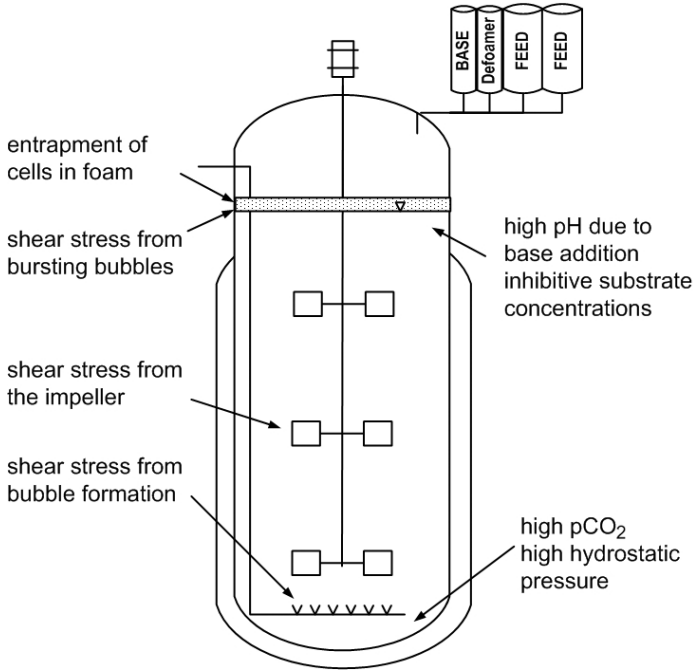 BASE
Defoamer
FEED
FEED
entrapment of
cells in foam
shear stress from
bursting bubbles
high pH due to
base addition
inhibitive substrate
concentrations
shear stress from
the impeller
shear stress from
bubble formation
high pCO₂
high hydrostatic
pressure